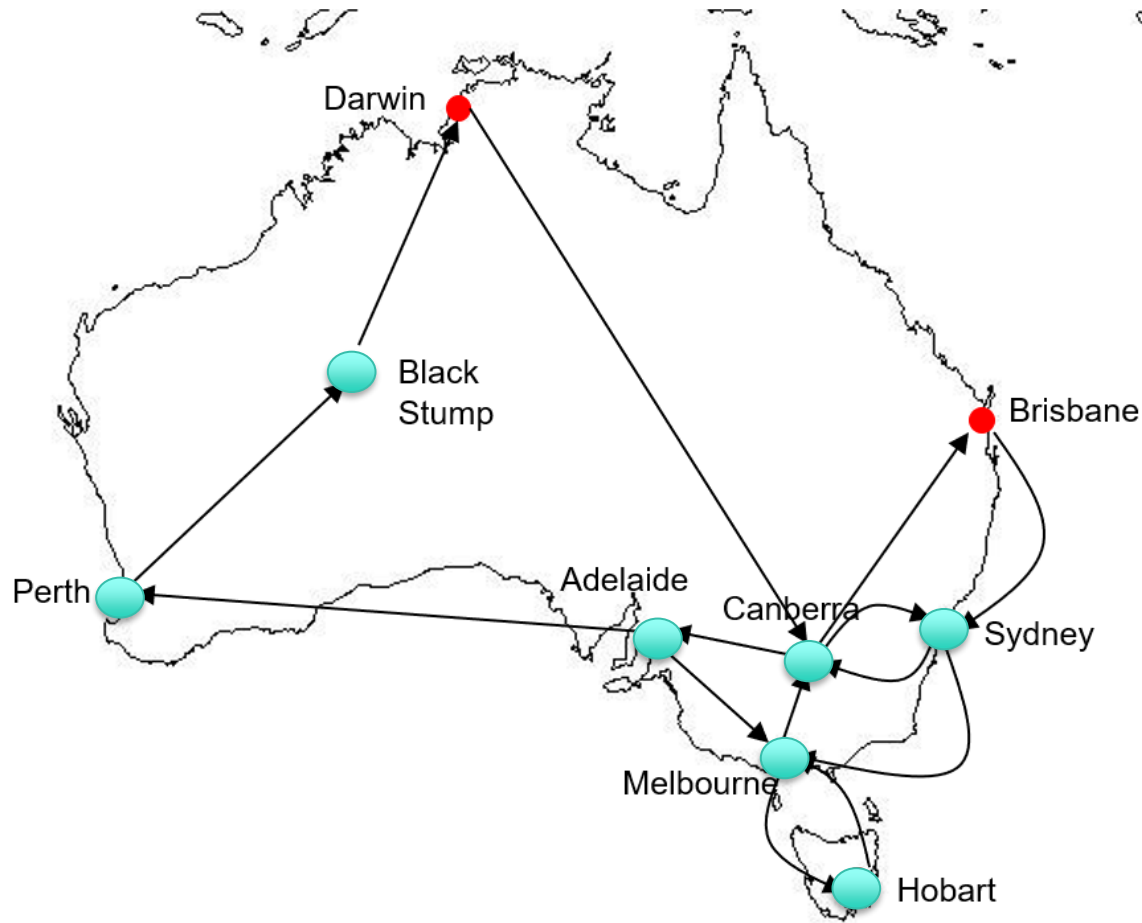 Darwin
Black
Stump
Brisbane
Perth
Adelaide
Canberra
Sydney
Melbourne
Hobart